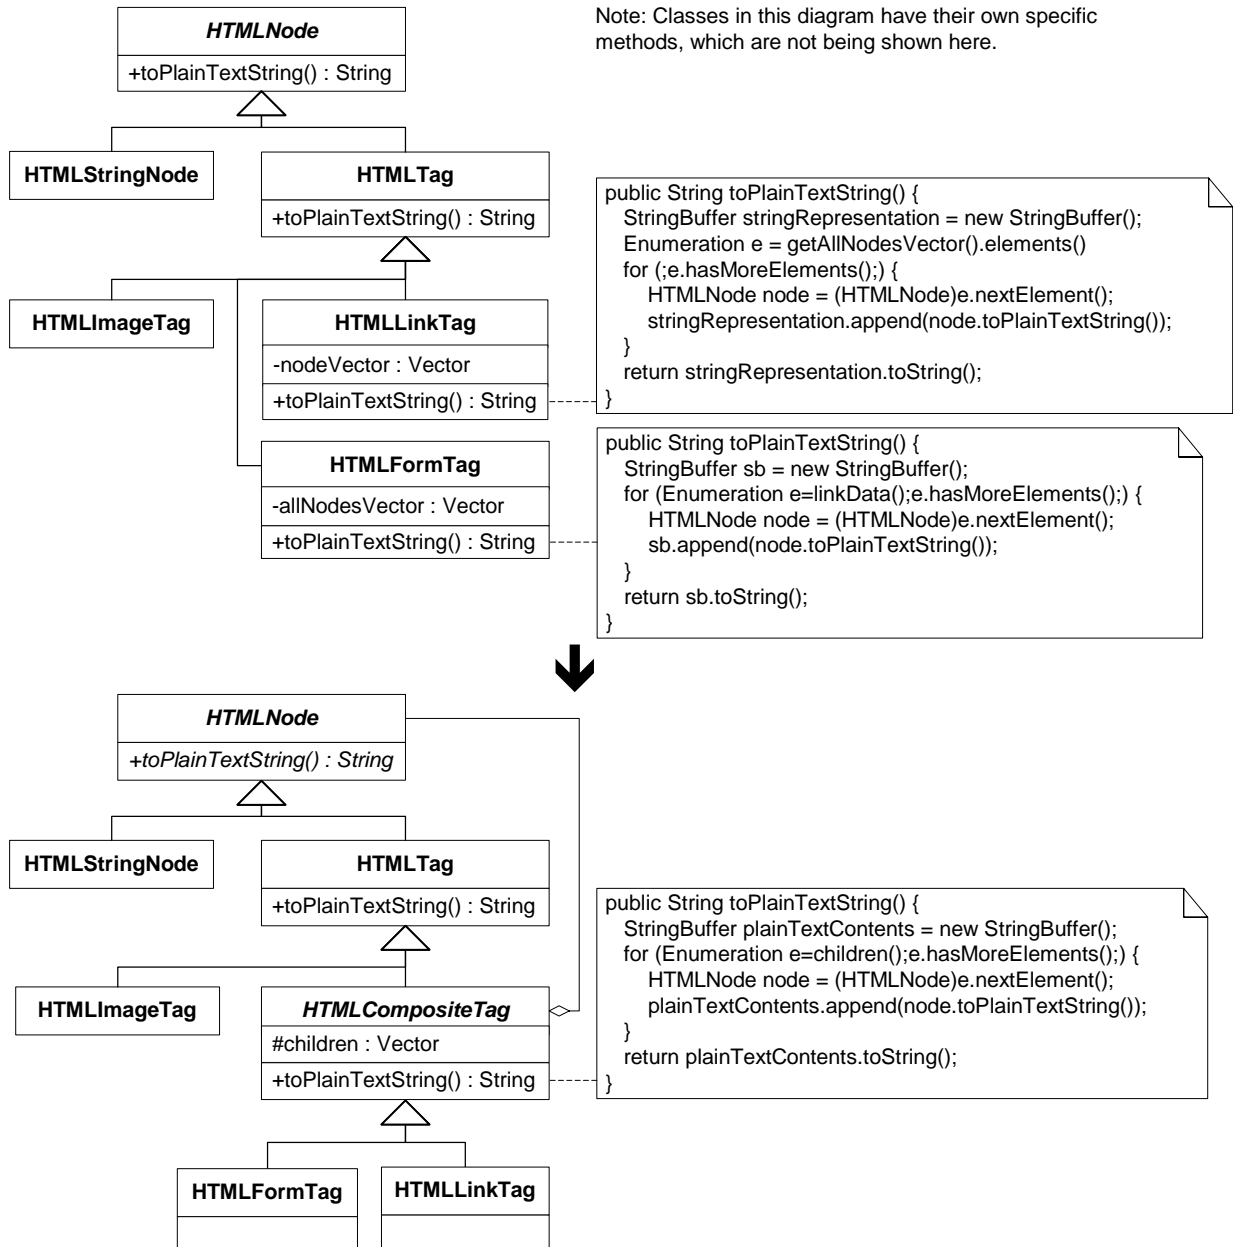 HTMLNode
+toPlainTextString() : String
Note: Classes in this diagram have their own specific
methods, which are not being shown here.
HTMLStringNode
HTMLTag
+toPlainTextString() : String
HTMLImageTag
HTMLLinkTag
-nodeVector : Vector
+toPlainTextString() : String
public String toPlainTextString() {
StringBuffer stringRepresentation = new StringBuffer();
Enumeration e = getAllNodesVector().elements()
for (;e.hasMoreElements();) {
HTMLNode node = (HTMLNode)e.nextElement();
stringRepresentation.append(node.toPlainTextString());
}
return stringRepresentation.toString();
}
HTMLFormTag
-allNodesVector : Vector
+toPlainTextString() : String
public String toPlainTextString() {
StringBuffer sb = new StringBuffer();
for (Enumeration e=linkData();e.hasMoreElements();) {
HTMLNode node = (HTMLNode)e.nextElement();
sb.append(node.toPlainTextString());
}
return sb.toString();
}
HTMLNode
+toPlainTextString() : String
HTMLStringNode
HTMLTag
+toPlainTextString() : String
HTMLImageTag
HTMLCompositeTag
#children : Vector
+toPlainTextString() : String
public String toPlainTextString() {
StringBuffer plainTextContents = new StringBuffer();
for (Enumeration e=children();e.hasMoreElements();) {
HTMLNode node = (HTMLNode)e.nextElement();
plainTextContents.append(node.toPlainTextString());
}
return plainTextContents.toString();
}
HTMLFormTag
HTMLLinkTag